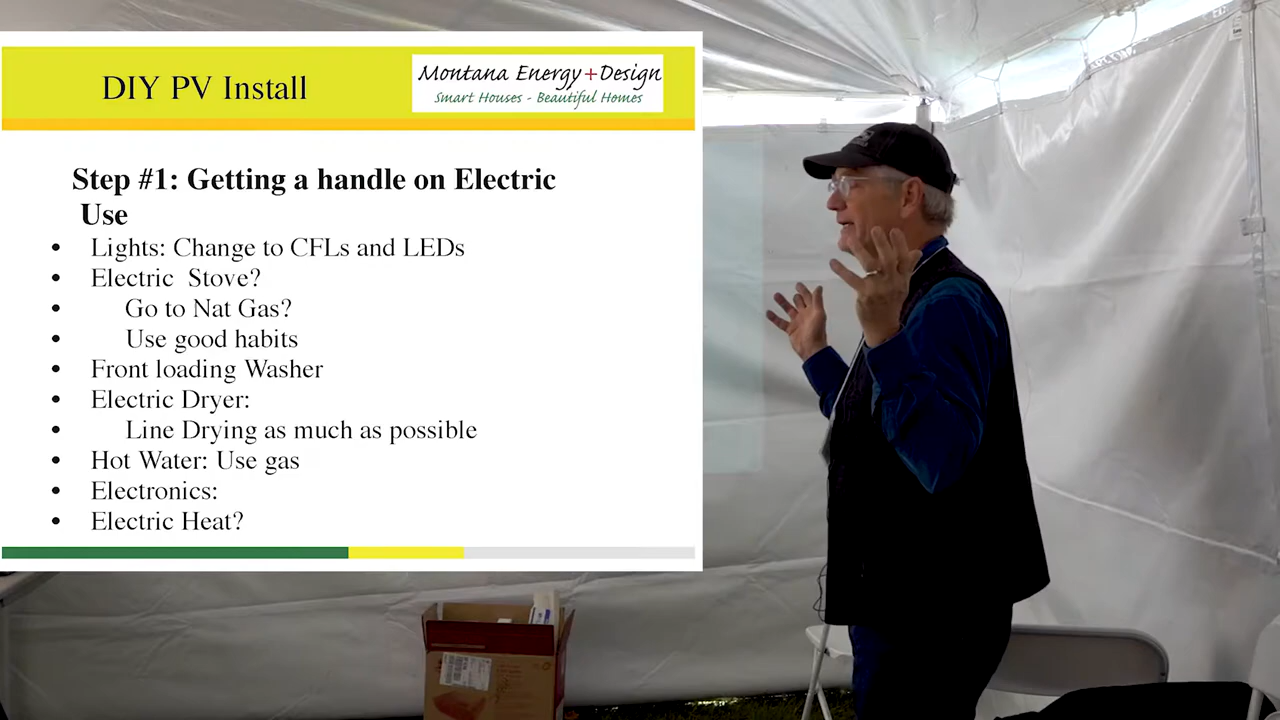 DIY PV Install
Montana Energy+Design
Smart Houses - Beautiful Homes
Step #1: Getting a handle on Electric
Use
• Lights: Change to CFLs and LEDs
• Electric Stove?
• Go to Nat Gas?
• Use good habits
• Front loading Washer
• Electric Dryer:
• Line Drying as much as possible
• Hot Water: Use gas
• Electronics:
• Electric Heat?